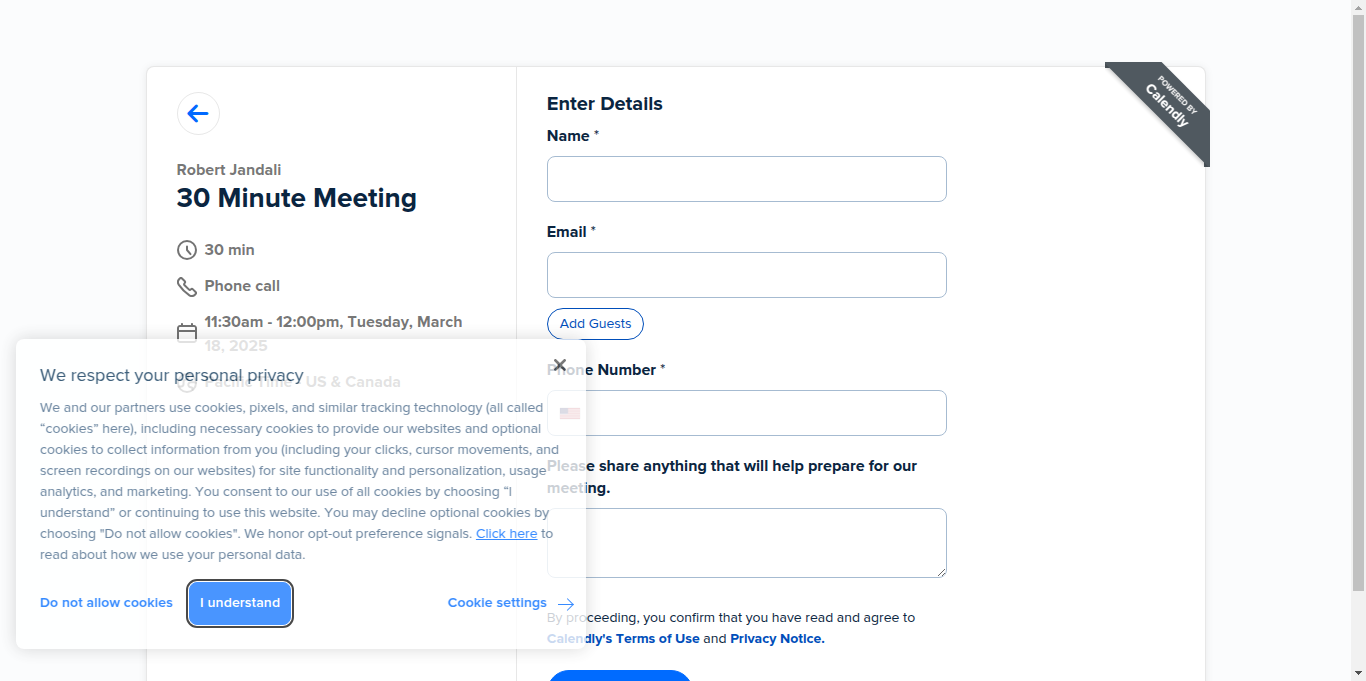 POWERED BY
Calendly
Robert Jandali
30 Minute Meeting
30 min
Phone call
11:30am - 12:00pm, Tuesday, March
18, 2025
Pacific Time - US & Canada
Enter Details
Name *
Email *
Add Guests
Phone Number *
Please share anything that will help prepare for our
meeting.
By proceeding, you confirm that you have read and agree to
Calendly's Terms of Use and Privacy Notice.
We respect your personal privacy
We and our partners use cookies, pixels, and similar tracking technology (all called
“cookies” here), including necessary cookies to provide our websites and optional
cookies to collect information from you (including your clicks, cursor movements, and
screen recordings on our websites) for site functionality and personalization, usage
analytics, and marketing. You consent to our use of all cookies by choosing “I
understand” or continuing to use this website. You may decline optional cookies by
choosing "Do not allow cookies". We honor opt-out preference signals. Click here to
read about how we use your personal data.
Do not allow cookies
I understand
Cookie settings